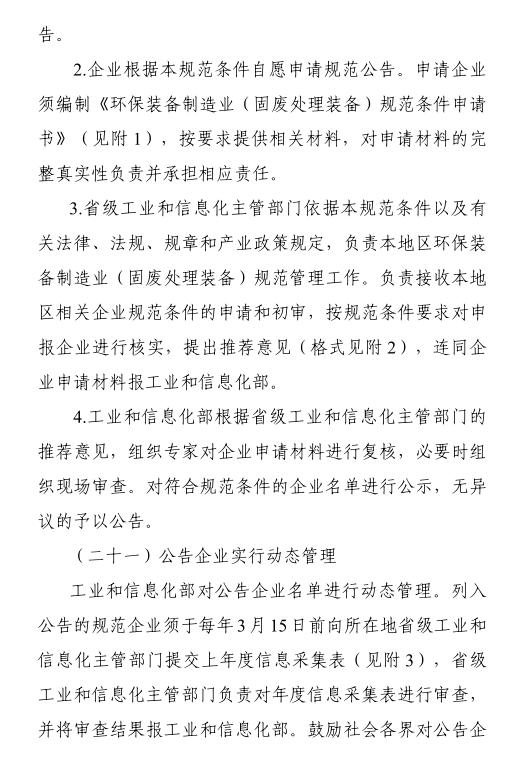 告。
2.企业根据本规范条件自愿申请规范公告。申请企业
须编制《环保装备制造业（固废处理装备）规范条件申请
书》（见附 1），按要求提供相关材料，对申请材料的完
整真实性负责并承担相应责任。
3.省级工业和信息化主管部门依据本规范条件以及有
关法律、法规、规章和产业政策规定，负责本地区环保装
备制造业（固废处理装备）规范管理工作。负责接收本地
区相关企业规范条件的申请和初审，按规范条件要求对申
报企业进行核实，提出推荐意见（格式见附 2），连同企
业申请材料报工业和信息化部。
4.工业和信息化部根据省级工业和信息化主管部门的
推荐意见，组织专家对企业申请材料进行复核，必要时组
织现场审查。对符合规范条件的企业名单进行公示，无异
议的予以公告。
（二十一）公告企业实行动态管理
工业和信息化部对公告企业名单进行动态管理。列入
公告的规范企业须于每年 3 月 15 日前向所在地省级工业和
信息化主管部门提交上年度信息采集表（见附 3），省级
工业和信息化主管部门负责对年度信息采集表进行审查，
并将审查结果报工业和信息化部。鼓励社会各界对公告企